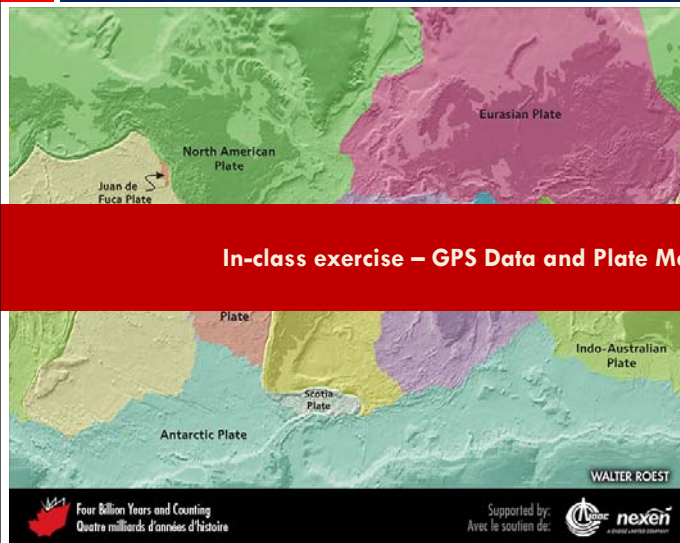 Eurasian Plate
North American
Plate
Juan de
Fuca Plate
In-class exercise – GPS Data and Plate
Plate
Indo-Australian
Plate
Scotia
Plate
Antarctic Plate
WALTER ROEST
Four Billion Years and Counting
Quatre milliards d'années d'histoire
Supported by:
Avec le soutien de:
nexen